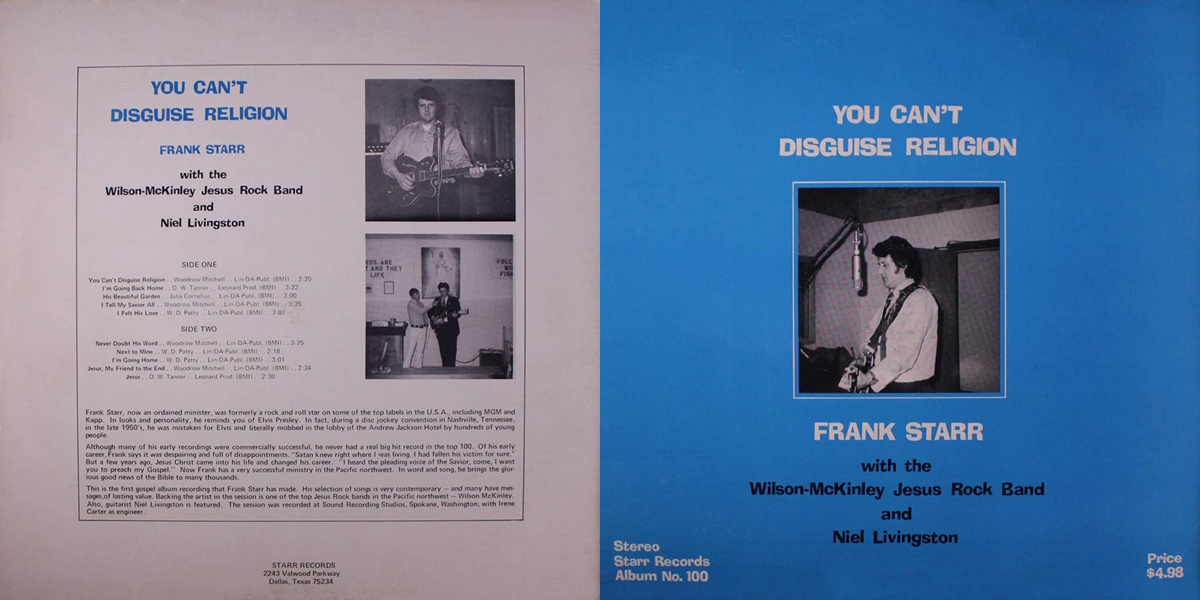 YOU CAN'T
DISGUISE RELIGION
FRANK STARR
with the
Wilson-McKinley Jesus Rock Band
and
Niel Livingston
SIDE ONE
You Can't Disguise Religion . . Woodrow Mitchell . . Lin-DA-Publ. (BMI) . . 2:20
I'm Going Back Home . . D. W. Tanner . . Leonard Prod. (BMI) . . 3:22
His Beautiful Garden . . Julia Cornelius . . Lin-DA-Publ. (BMI) . . 3:00
I Tell My Savior All . . Woodrow Mitchell . . Lin-DA-Publ. (BMI) . . 3:35
I Felt His Love . . W. D. Patty . . Lin-DA-Publ. (BMI) . . 3:07
SIDE TWO
Never Doubt His Word . . Woodrow Mitchell . . Lin-DA-Publ. (BMI) . . 3:25
Next to Mine . . W. D. Patty . . Lin-DA-Publ. (BMI) . . 2:18
I'm Going Home . . W. D. Patty . . Lin-DA-Publ. (BMI) . . 3:01
Jesus, My Friend to the End . . Woodrow Mitchell . . Lin-DA-Publ. (BMI) . . 2:34
Jesus . . D. W. Tanner . . Leonard Prod. (BMI) . . 2:30
RDS ARE
T AND THEY
LIFE
FOLL
FISH
Frank Starr, now an ordained minister, was formerly a rock and roll star on some of the top labels in the U.S.A., including MGM and
Kapp. In looks and personality, he reminds you of Elvis Presley. In fact, during a disc jockey convention in Nashville, Tennessee,
in the late 1950's, he was mistaken for Elvis and literally mobbed in the lobby of the Andrew Jackson Hotel by hundreds of young
people.
Although many of his early recordings were commercially successful, he never had a real big hit record in the top 100. Of his early
career, Frank says it was despairing and full of disappointments. "Satan knew right where I was living. I had fallen his victim for sure."
But a few years ago, Jesus Christ came into his life and changed his career. "I heard the pleading voice of the Savior, come, I want
you to preach my Gospel." Now Frank has a very successful ministry in the Pacific northwest. In word and song, he brings the glor-
ious good news of the Bible to many thousands.
This is the first gospel album recording that Frank Starr has made. His selection of songs is very contemporary — and many have mes-
sages,of lasting value. Backing the artist in the session is one of the top Jesus Rock bands in the Pacific northwest — Wilson McKinley.
Also, guitarist Niel Livingston is featured. The session was recorded at Sound Recording Studios, Spokane, Washington, with Irene
Carter as engineer.
STARR RECORDS
2243 Valwood Parkway
Dallas, Texas 75234
YOU CAN'T
DISGUISE RELIGION
FRANK STARR
with the
Wilson-McKinley Jesus Rock Band
and
Niel Livingston
Stereo
Starr Records
Album No. 100
Price
$4.98